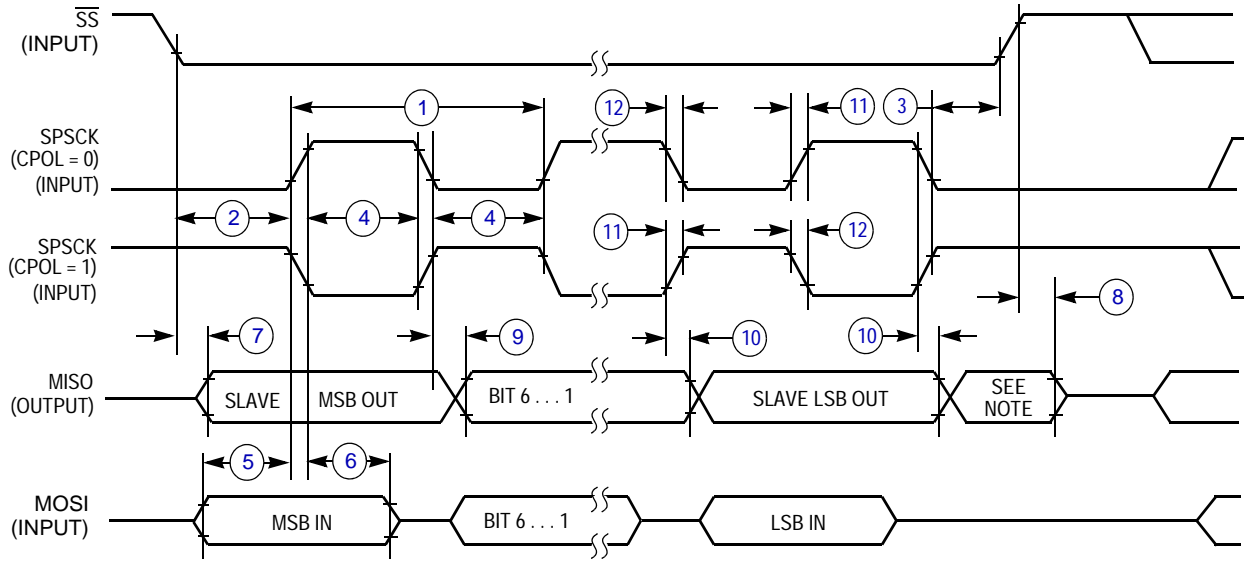 SS
(INPUT)
1
12
11
3
SPSCK
(CPOL = 0)
(INPUT)
2
4
4
11
12
SPSCK
(CPOL = 1)
(INPUT)
7
9
10
10
8
MISO
(OUTPUT)
SLAVE
MSB OUT
BIT 6 . . . 1
SLAVE LSB OUT
SEE
NOTE
5
6
MOSI
(INPUT)
MSB IN
BIT 6 . . . 1
LSB IN